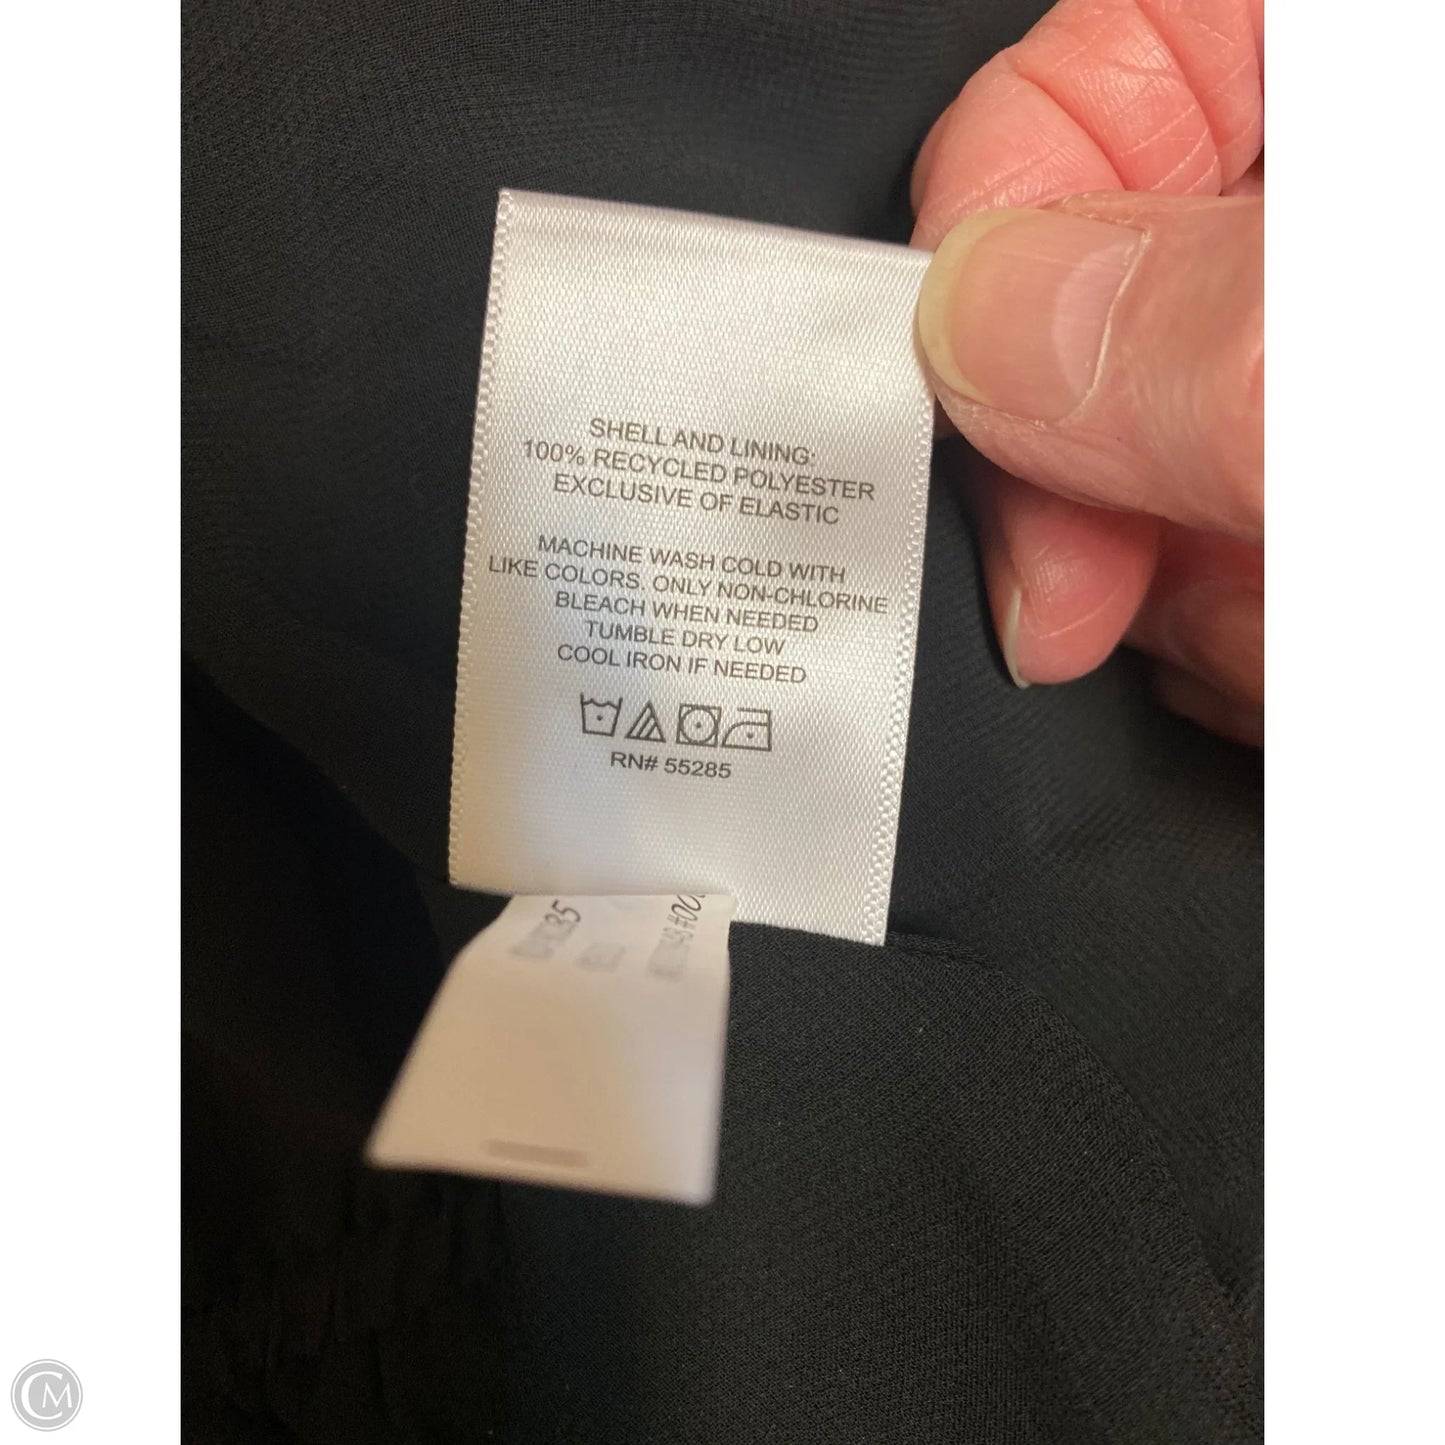 SHELL AND LINING:
100% RECYCLED POLYESTER
EXCLUSIVE OF ELASTIC
MACHINE WASH COLD WITH
LIKE COLORS. ONLY NON-CHLORINE
BLEACH WHEN NEEDED
TUMBLE DRY LOW
COOL IRON IF NEEDED
RN# 55285
CM